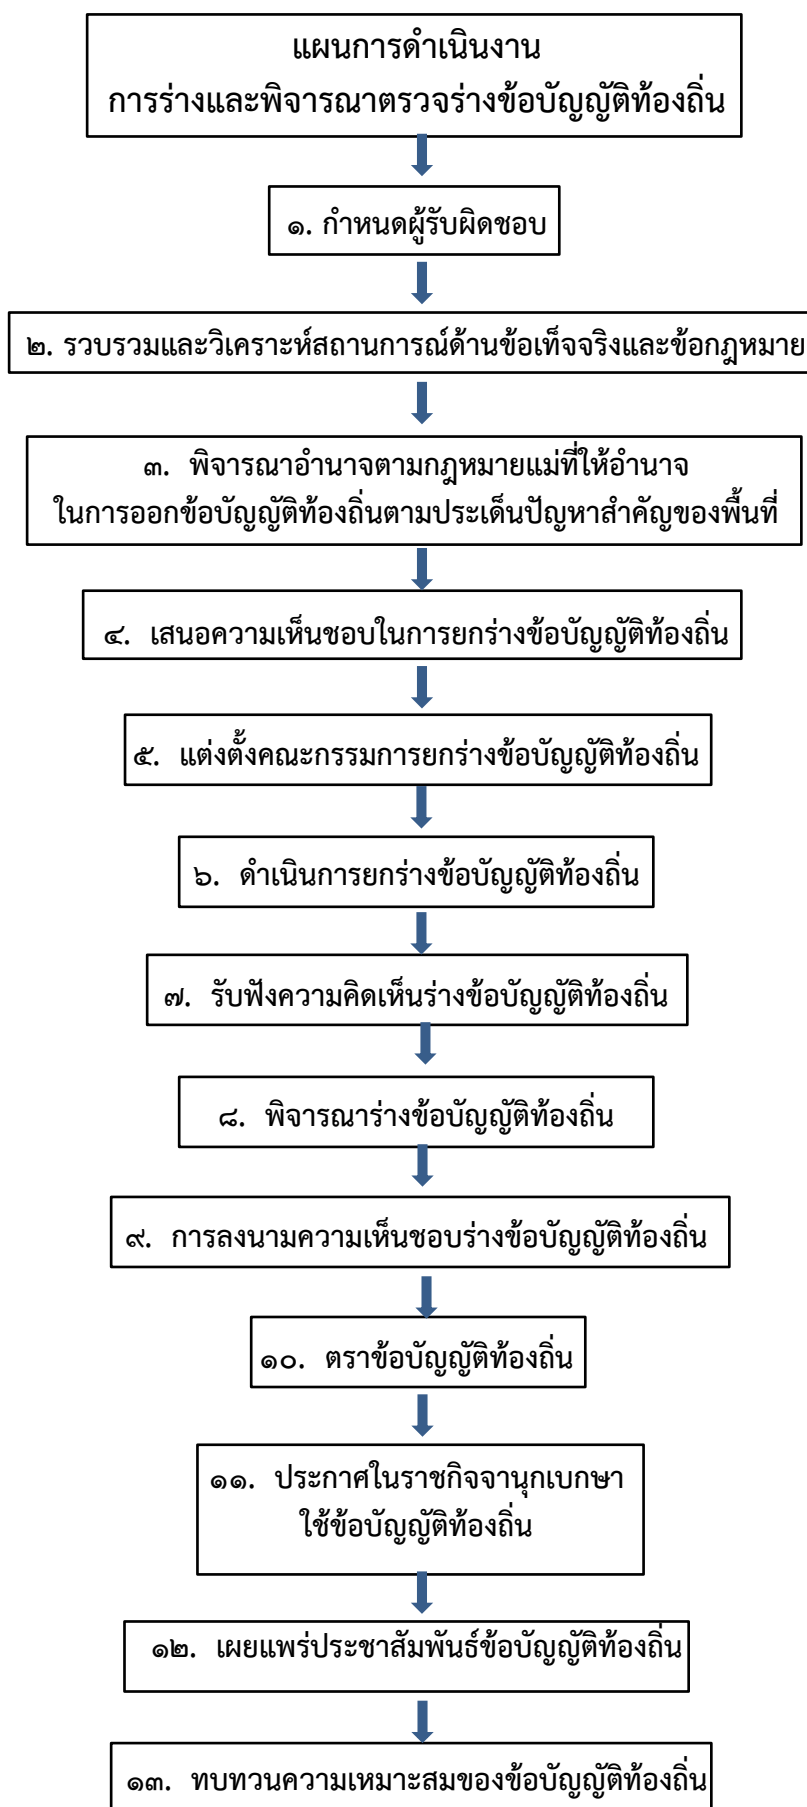 แผนการดำเนินงาน
การร่างและพิจารณาตรวจร่างข้อบัญญัติท้องถิ่น
๑. กำหนดผู้รับผิดชอบ
๒. รวบรวมและวิเคราะห์สถานการณ์ด้านข้อเท็จจริงและข้อกฎหมาย
๓. พิจารณาอำนาจตามกฎหมายแม่ที่ให้อำนาจ
ในการออกข้อบัญญัติท้องถิ่นตามประเด็นปัญหาสำคัญของพื้นที่
๔. เสนอความเห็นชอบในการยกร่างข้อบัญญัติท้องถิ่น
๕. แต่งตั้งคณะกรรมการยกร่างข้อบัญญัติท้องถิ่น
๖. ดำเนินการยกร่างข้อบัญญัติท้องถิ่น
๗. รับฟังความคิดเห็นร่างข้อบัญญัติท้องถิ่น
๘. พิจารณาร่างข้อบัญญัติท้องถิ่น
๙. การลงนามความเห็นชอบร่างข้อบัญญัติท้องถิ่น
๑๐. ตราข้อบัญญัติท้องถิ่น
๑๑. ประกาศในราชกิจจานุกเบกษา
ใช้ข้อบัญญัติท้องถิ่น
๑๒. เผยแพร่ประชาสัมพันธ์ข้อบัญญัติท้องถิ่น
๑๓. ทบทวนความเหมาะสมของข้อบัญญัติท้องถิ่น